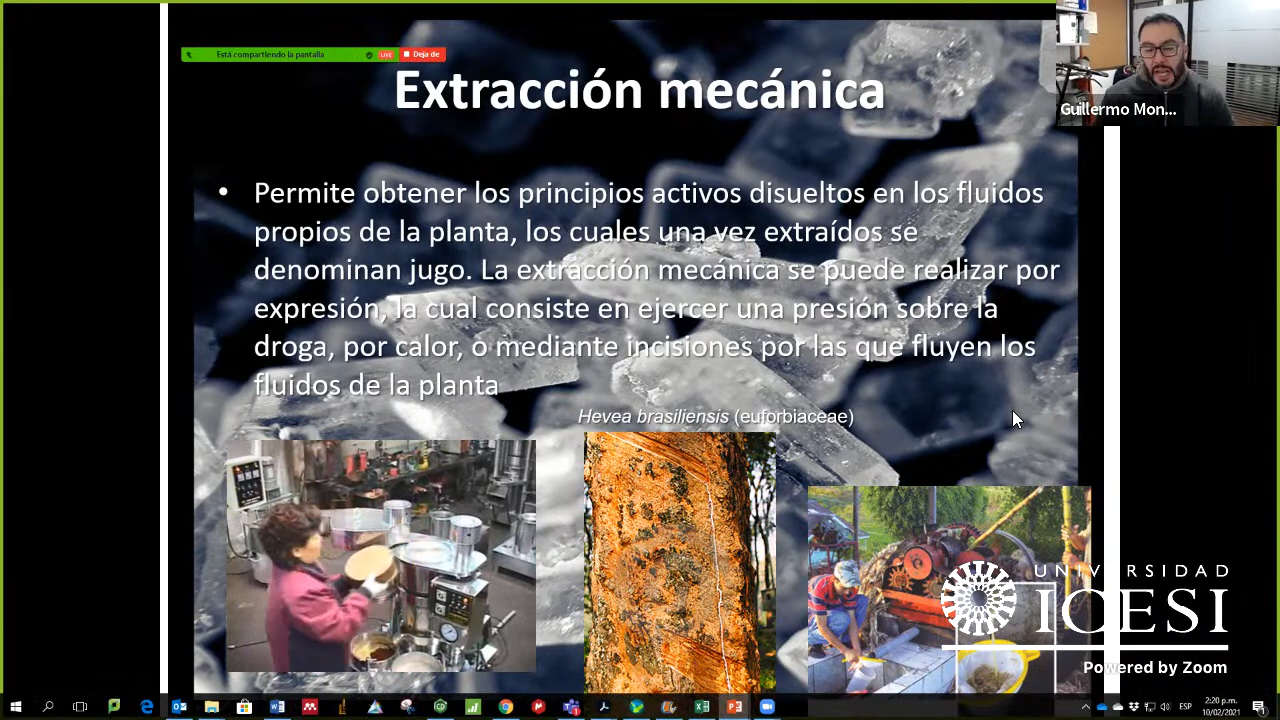 Está compartiendo la pantalla
LIVE
Deja de
Extracción mecánica
Guillermo Mon...
• Permite obtener los principios activos disueltos en los fluidos
propios de la planta, los cuales una vez extraídos se
denominan jugo. La extracción mecánica se puede realizar por
expresión, la cual consiste en ejercer una presión sobre la
droga, por calor, o mediante incisiones por las que fluyen los
fluidos de la planta
Hevea brasiliensis (euforbiaceae)
UNIVERSIDAD
ICESI
Powered by Zoom
ESP
2:20 p.m.
10/02/2021